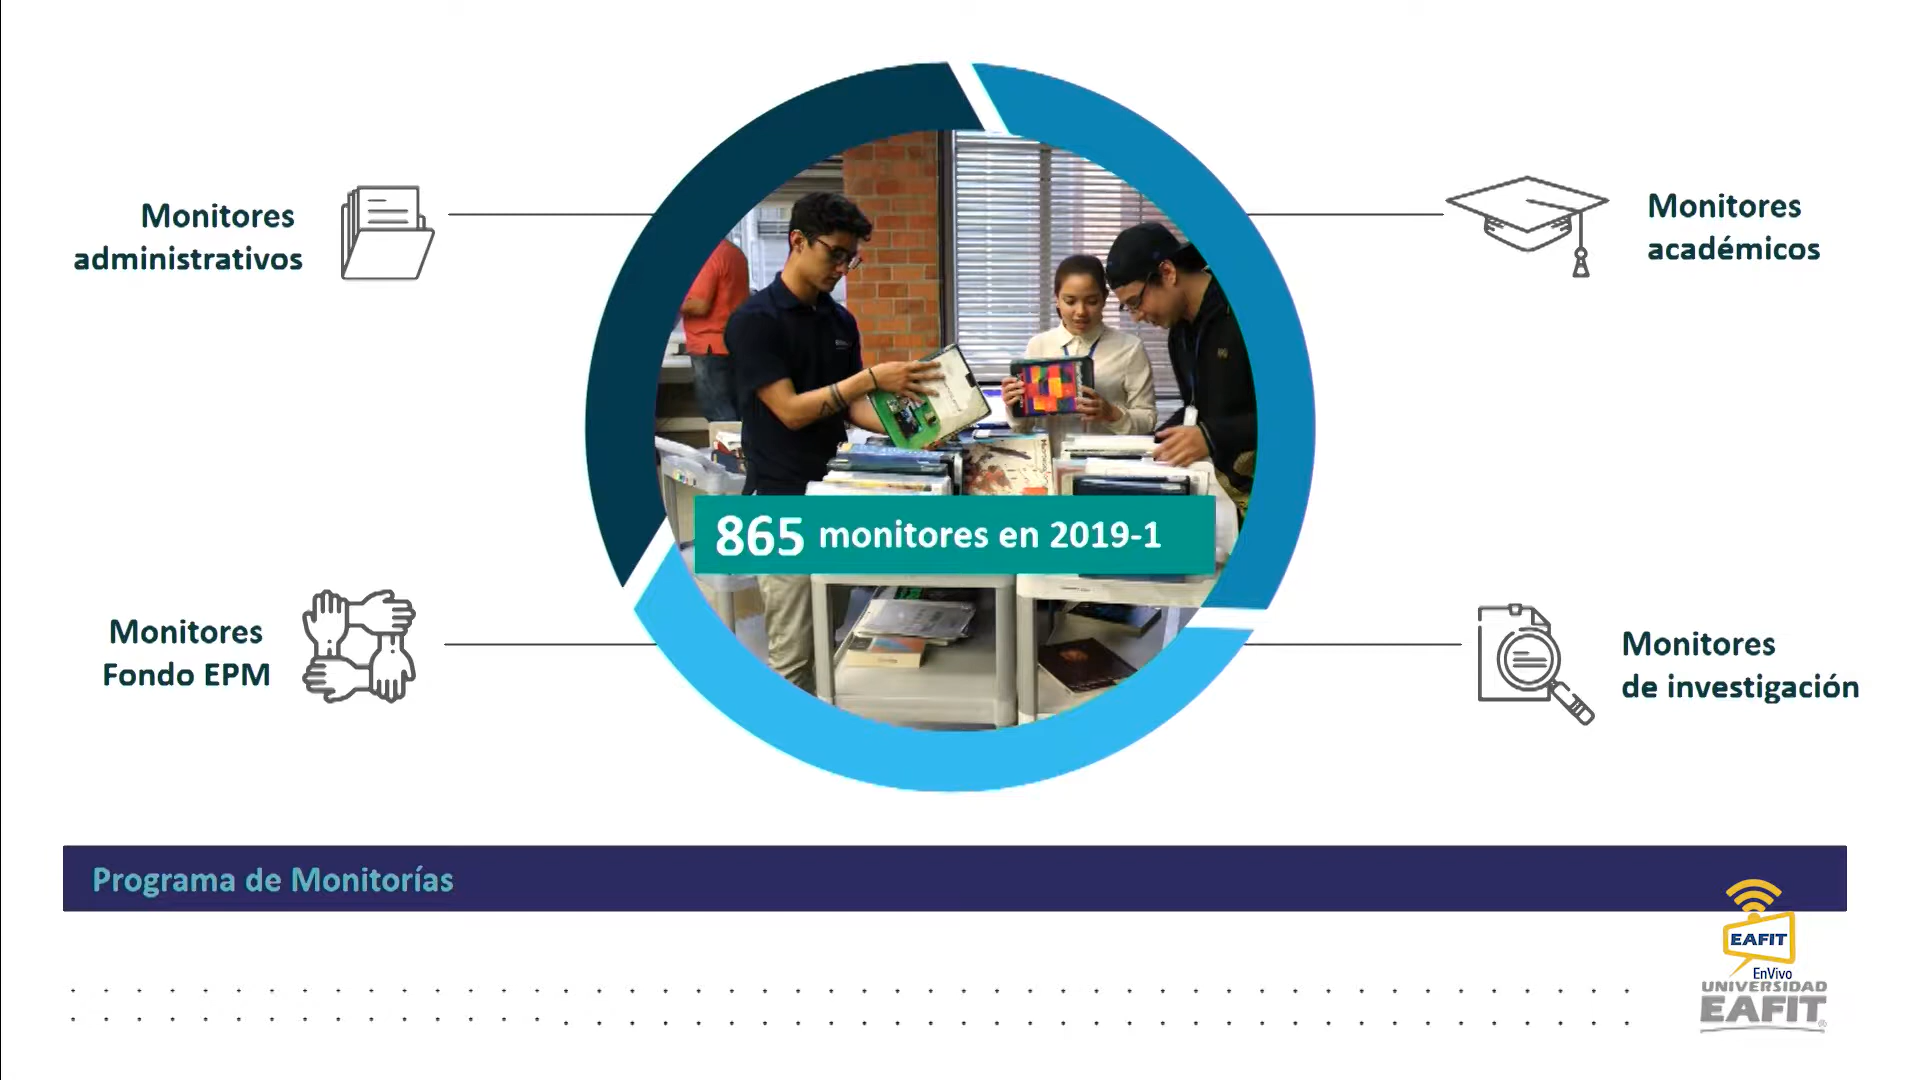 Monitores
administrativos
Monitores
académicos
865 monitores en 2019-1
Monitores
Fondo EPM
Monitores
de investigación
Programa de Monitorías
EAFIT
EnVivo
UNIVERSIDAD
EAFIT®